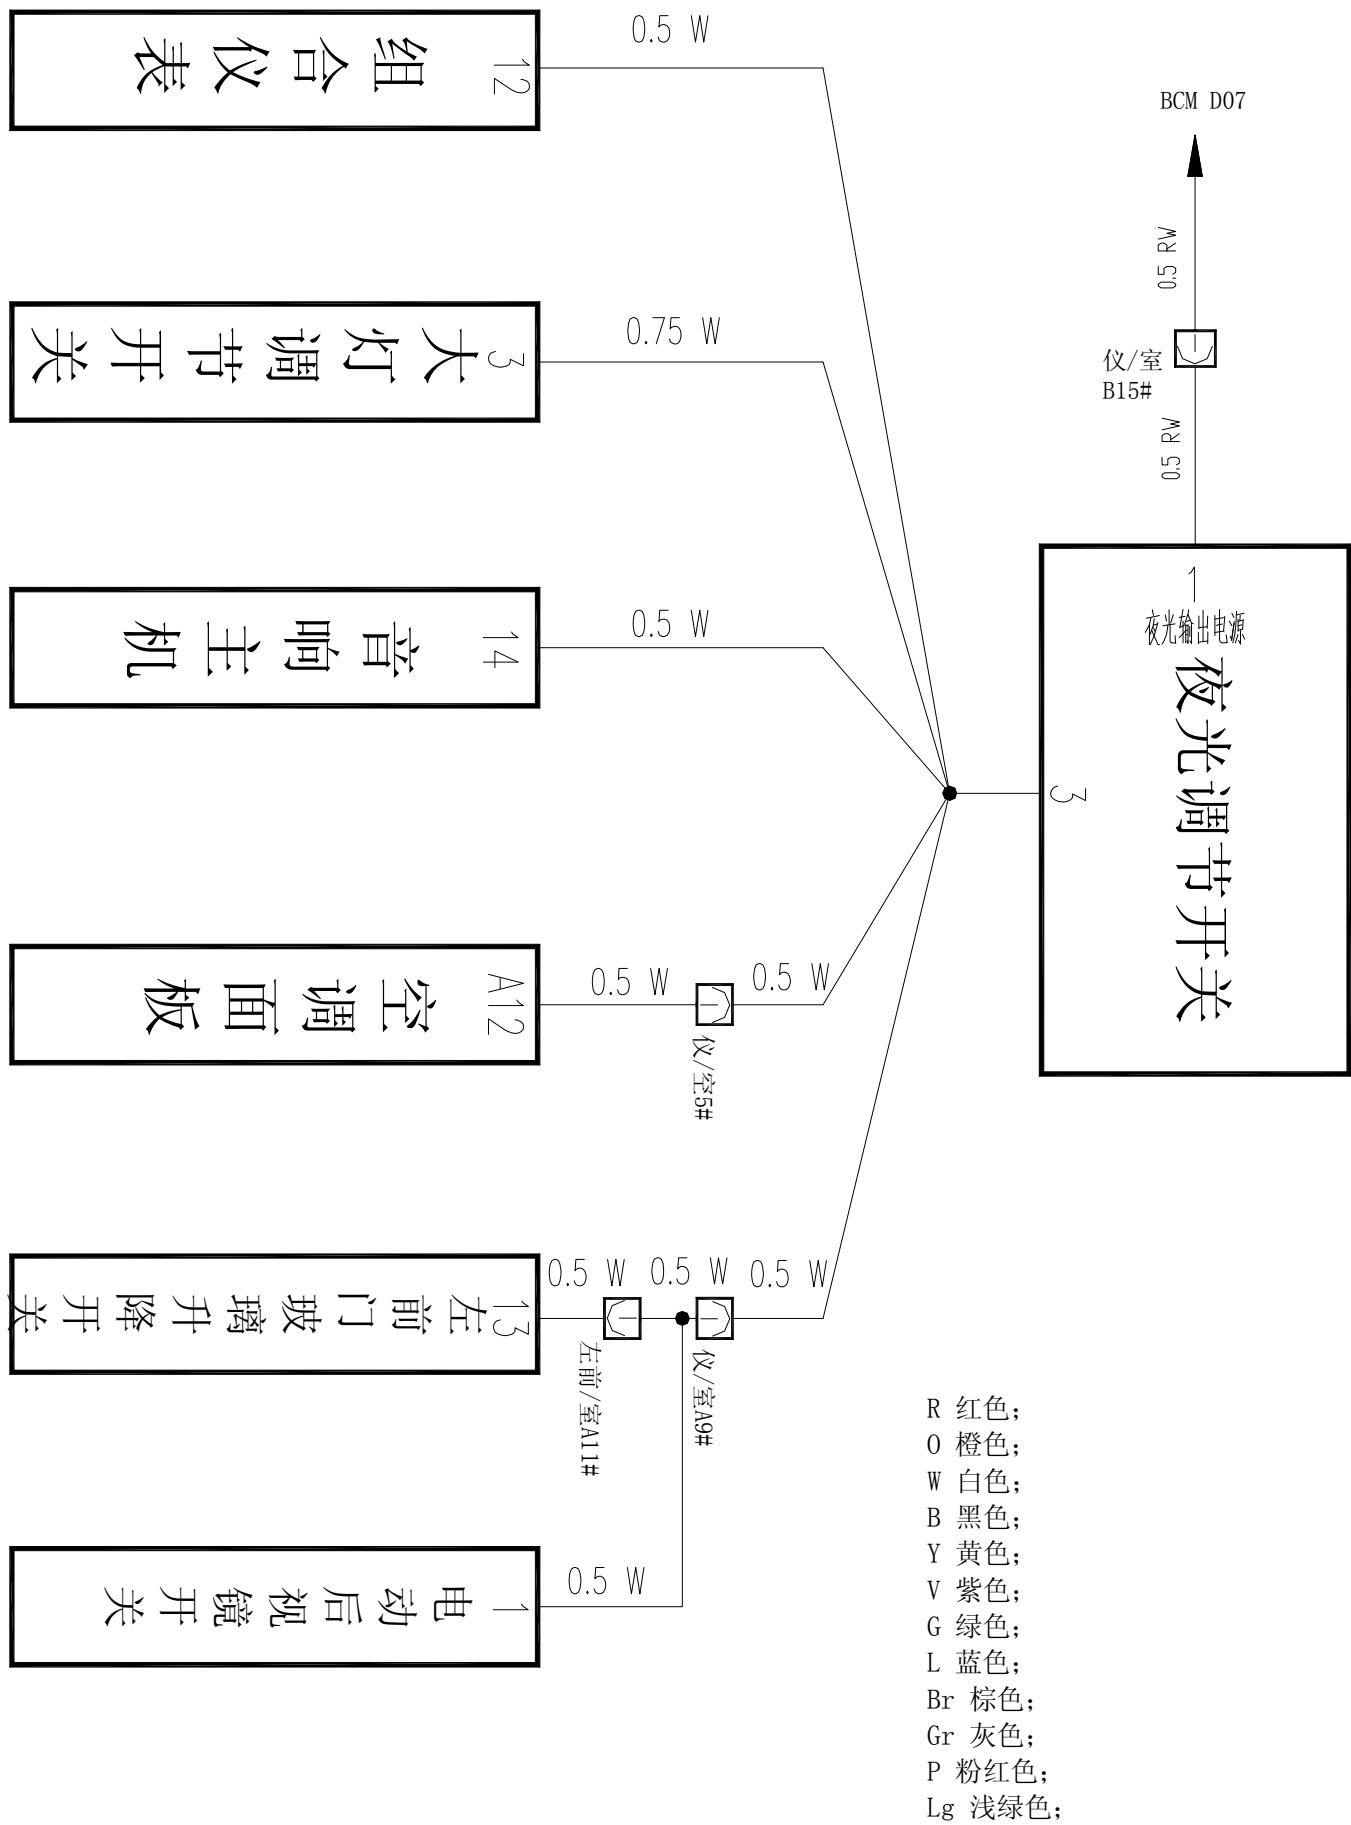 0.5 W
组合仪表
12
BCM D07
0.5 RW
大灯调节开关
3
0.75 W
仪/室
B15#
0.5 RW
1
夜光输出电源
夜光调节开关
3
音响主机
14
0.5 W
空调面板
A12
0.5 W
0.5 W
仪/空5#
左前门玻璃升降开关
13
0.5 W
0.5 W
0.5 W
左前/室A11#
仪/室A9#
电动后视镜开关
1
0.5 W
R 红色;
O 橙色;
W 白色;
B 黑色;
Y 黄色;
V 紫色;
G 绿色;
L 蓝色;
Br 棕色;
Gr 灰色;
P 粉红色;
Lg 浅绿色;